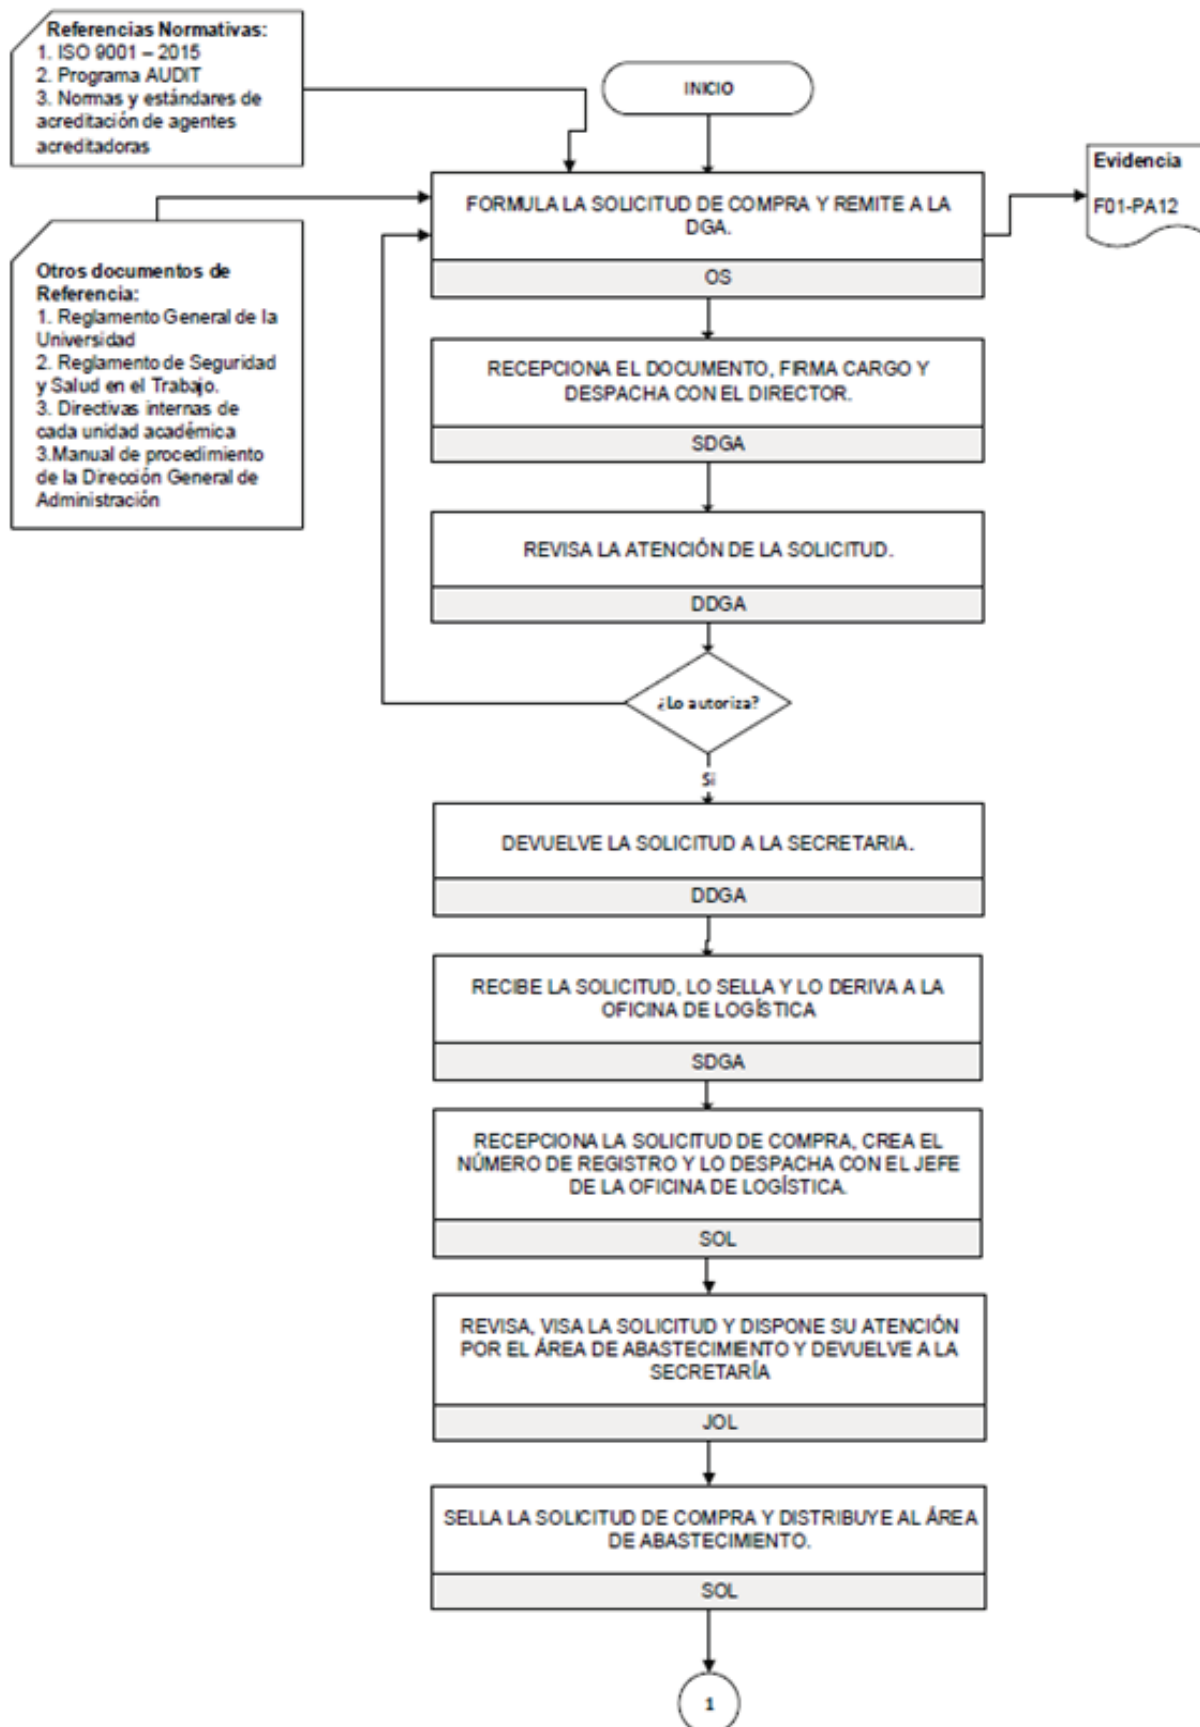 Referencias Normativas:
1. ISO 9001 – 2015
2. Programa AUDIT
3. Normas y estándares de
acreditación de agentes
acreditadoras
INICIO
Evidencia
F01-PA12
FORMULA LA SOLICITUD DE COMPRA Y REMITE A LA
DGA.
OS
Otros documentos de
Referencia:
1. Reglamento General de la
Universidad
2. Reglamento de Seguridad
y Salud en el Trabajo.
3. Directivas internas de
cada unidad académica
3.Manual de procedimiento
de la Dirección General de
Administración
RECEPCIONA EL DOCUMENTO, FIRMA CARGO Y
DESPACHA CON EL DIRECTOR.
SDGA
REVISA LA ATENCIÓN DE LA SOLICITUD.
DDGA
¿Lo autoriza?
Si
DEVUELVE LA SOLICITUD A LA SECRETARIA.
DDGA
RECIBE LA SOLICITUD, LO SELLA Y LO DERIVA A LA
OFICINA DE LOGÍSTICA
SDGA
RECEPCIONA LA SOLICITUD DE COMPRA, CREA EL
NÚMERO DE REGISTRO Y LO DESPACHA CON EL JEFE
DE LA OFICINA DE LOGÍSTICA.
SOL
REVISA, VISA LA SOLICITUD Y DISPONE SU ATENCIÓN
POR EL ÁREA DE ABASTECIMIENTO Y DEVUELVE A LA
SECRETARÍA
JOL
SELLA LA SOLICITUD DE COMPRA Y DISTRIBUYE AL ÁREA
DE ABASTECIMIENTO.
SOL
1